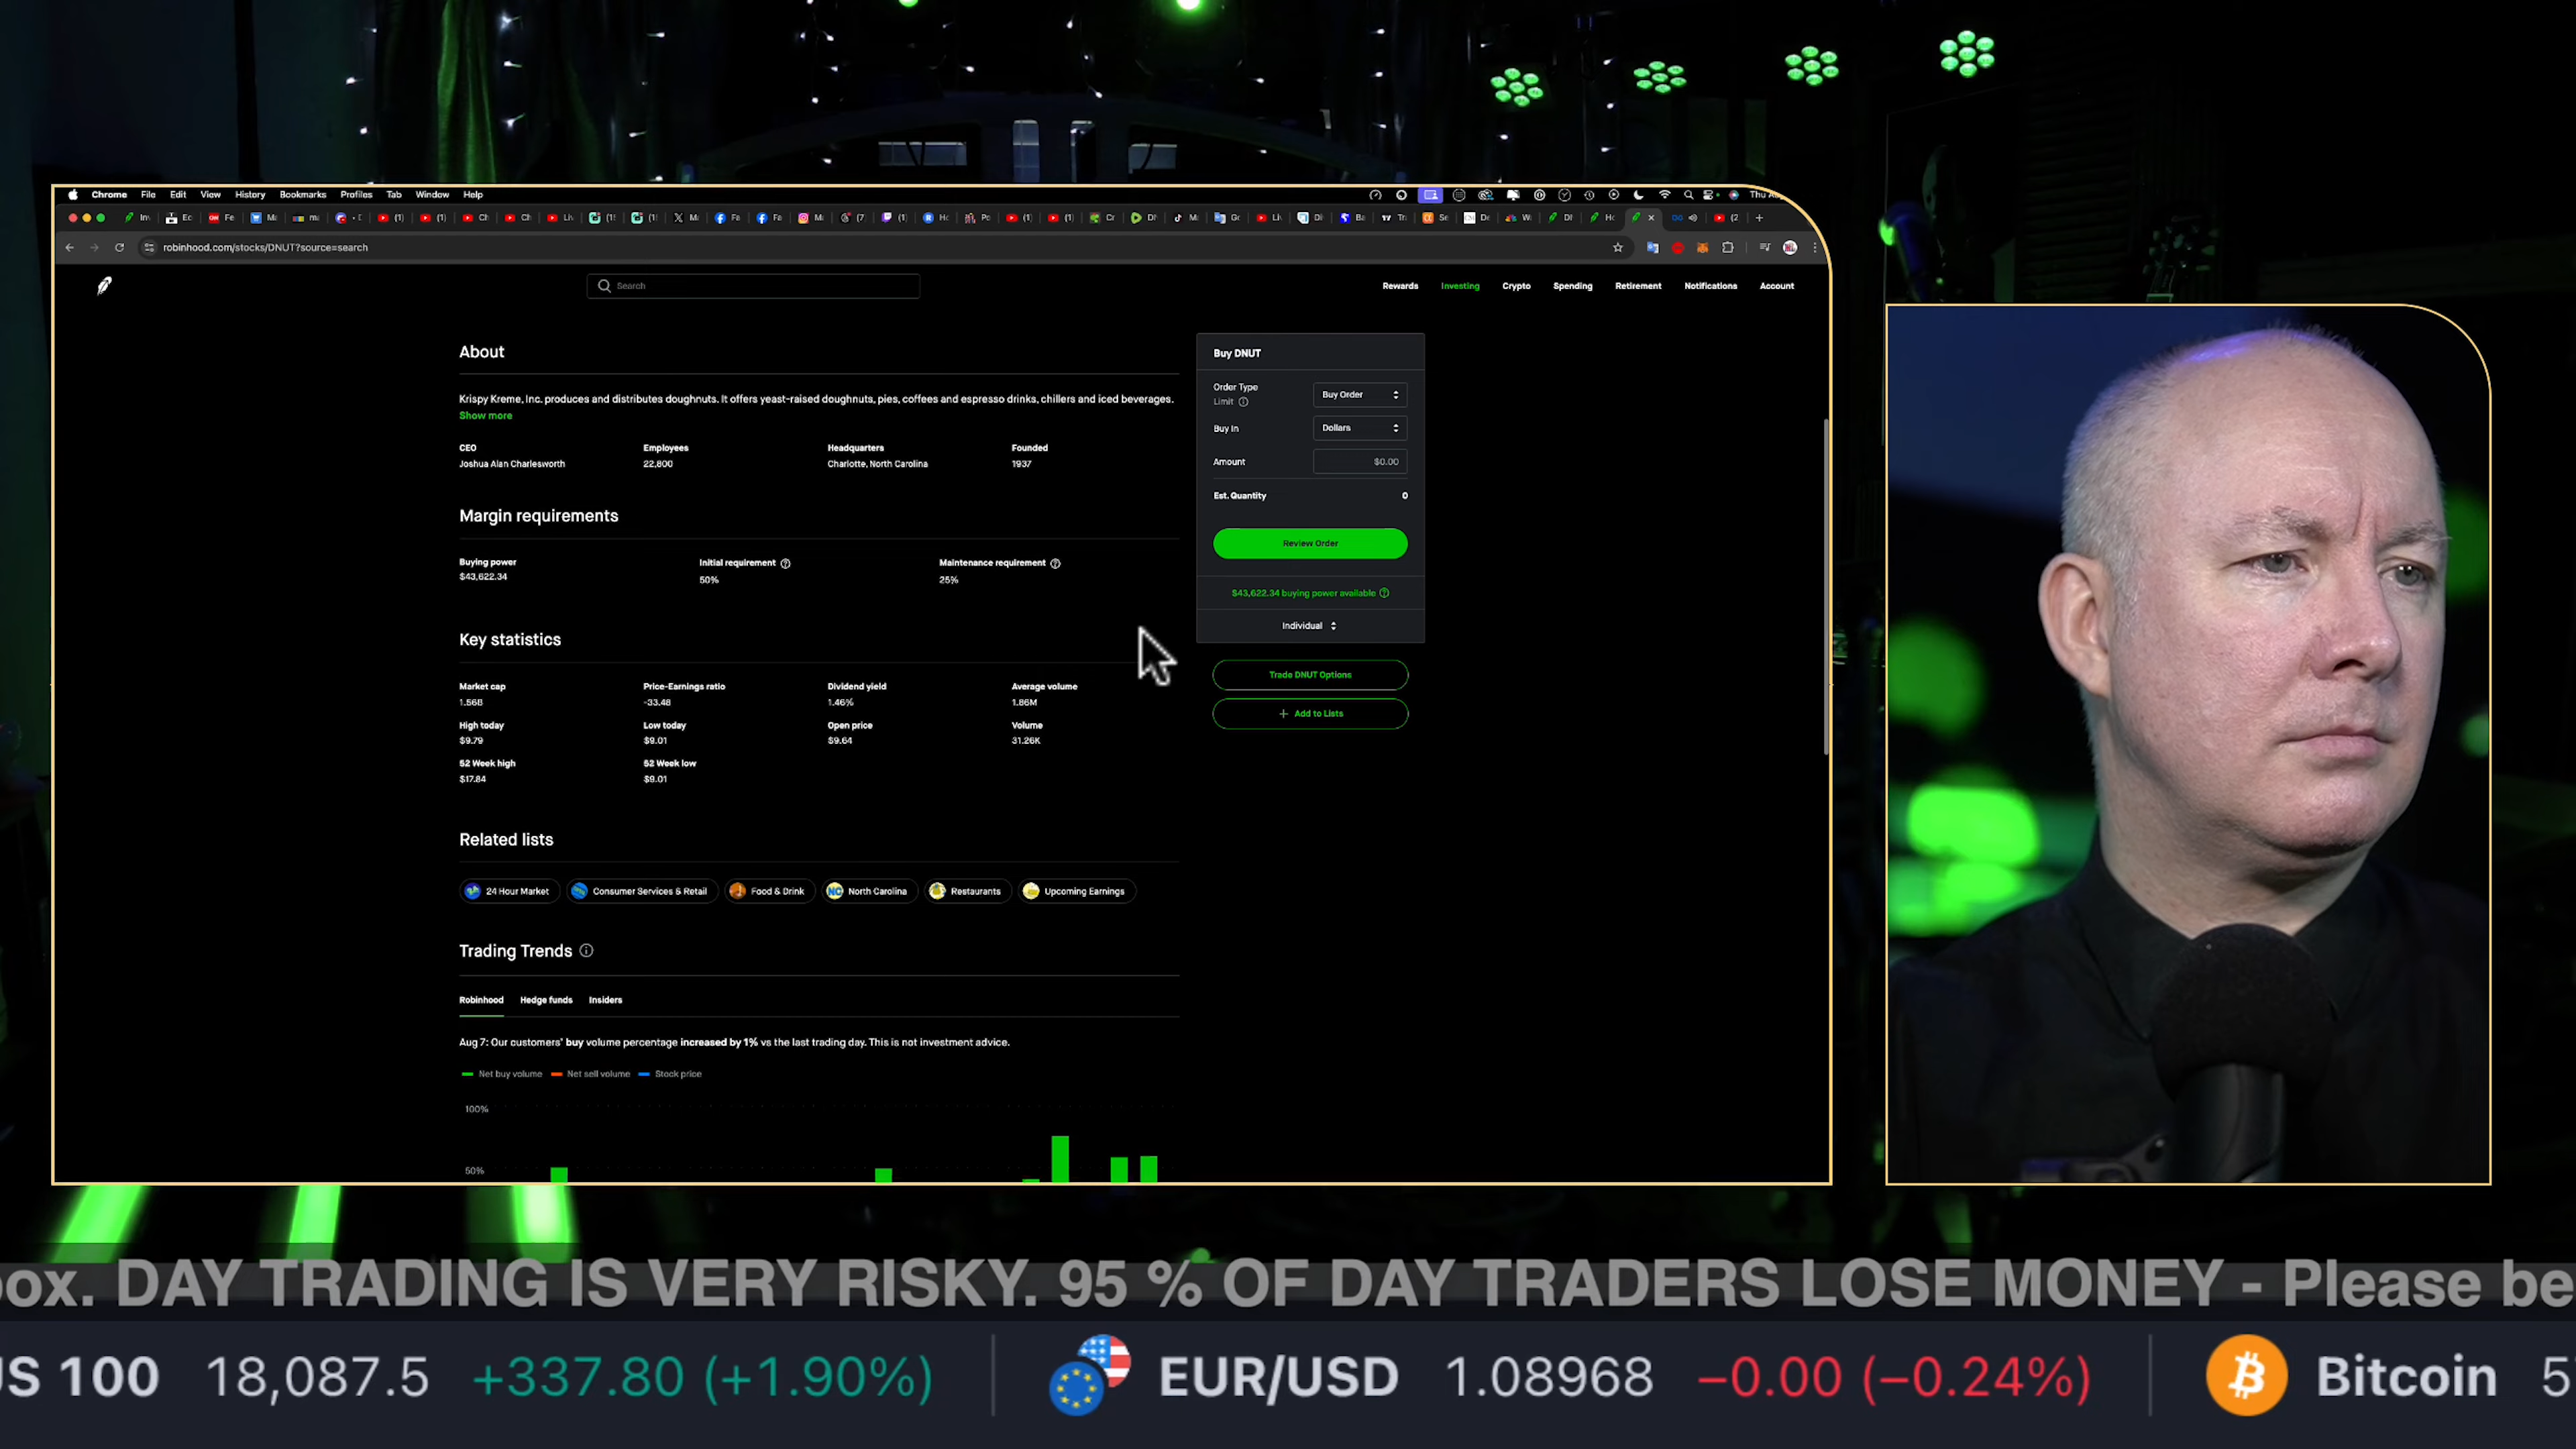 Chrome File Edit View History Bookmarks Profiles Tab Window Help
robinhood.com/stocks/DNUT?source=search
Search
Rewards Investing Crypto Spending Retirement Notifications Account
About
Krispy Kreme, Inc. produces and distributes doughnuts. It offers yeast-raised doughnuts, pies, coffees and espresso drinks, chillers and iced beverages.
Show more
CEO Employees Headquarters Founded
Joshua Alan Charlesworth 22,800 Charlotte, North Carolina 1937
Margin requirements
Buying power Initial requirement Maintenance requirement
$43,622.34 50% 25%
Key statistics
Market cap Price-Earnings ratio Dividend yield Average volume
1.56B -33.48 1.46% 1.86M
High today Low today Open price Volume
$9.79 $9.01 $9.64 31.26K
52 Week high 52 Week low
$17.84 $9.01
Related lists
24 Hour Market Consumer Services & Retail Food & Drink North Carolina Restaurants Upcoming Earnings
Trading Trends
Robinhood Hedge funds Insiders
Aug 7: Our customers' buy volume percentage increased by 1% vs the last trading day. This is not investment advice.
Net buy volume Net sell volume Stock price
100%
50%
Buy DNUT
Order Type
Limit
Buy Order
Buy In Dollars
Amount $0.00
Est. Quantity 0
Review Order
$43,622.34 buying power available
Individual
Trade DNUT Options
+ Add to Lists
box. DAY TRADING IS VERY RISKY. 95 % OF DAY TRADERS LOSE MONEY - Please be
US 100 18,087.5 +337.80 (+1.90%) EUR/USD 1.08968 −0.00 (−0.24%) Bitcoin 5